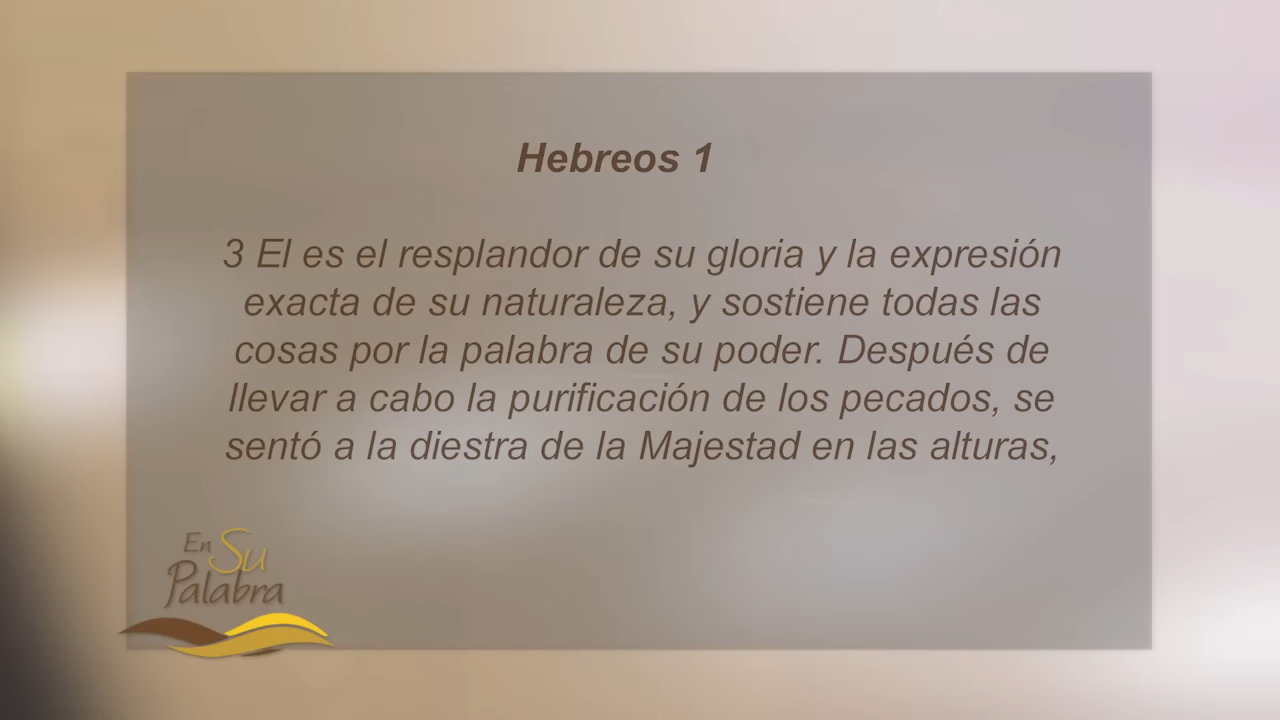 Hebreos 1
3 El es el resplandor de su gloria y la expresión
exacta de su naturaleza, y sostiene todas las
cosas por la palabra de su poder. Después de
llevar a cabo la purificación de los pecados, se
sentó a la diestra de la Majestad en las alturas,
En Su
Palabra